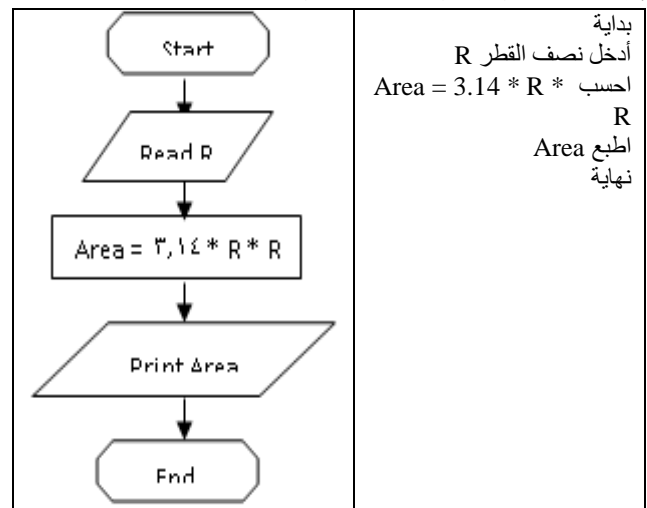 Start
Read R
Area = ٣,١٤ * R * R
Print Area
End
بداية
أدخل نصف القطر R
احسب Area = 3.14 * R *
R
اطبع Area
نهاية